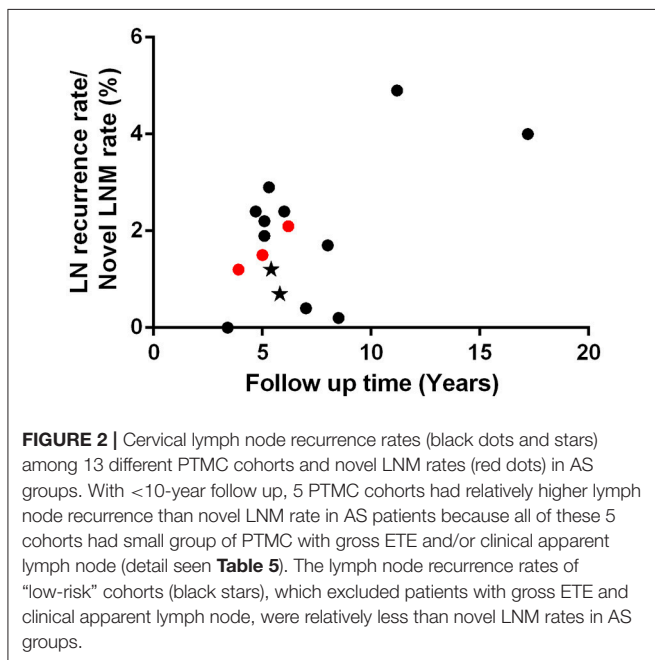 LN recurrence rate/
Novel LNM rate (%)
6
4
2
0
0
5
10
15
20
Follow up time (Years)
FIGURE 2 | Cervical lymph node recurrence rates (black dots and stars)
among 13 different PTMC cohorts and novel LNM rates (red dots) in AS
groups. With <10-year follow up, 5 PTMC cohorts had relatively higher lymph
node recurrence than novel LNM rate in AS patients because all of these 5
cohorts had small group of PTMC with gross ETE and/or clinical apparent
lymph node (detail seen Table 5). The lymph node recurrence rates of
“low-risk” cohorts (black stars), which excluded patients with gross ETE and
clinical apparent lymph node, were relatively less than novel LNM rates in AS
groups.